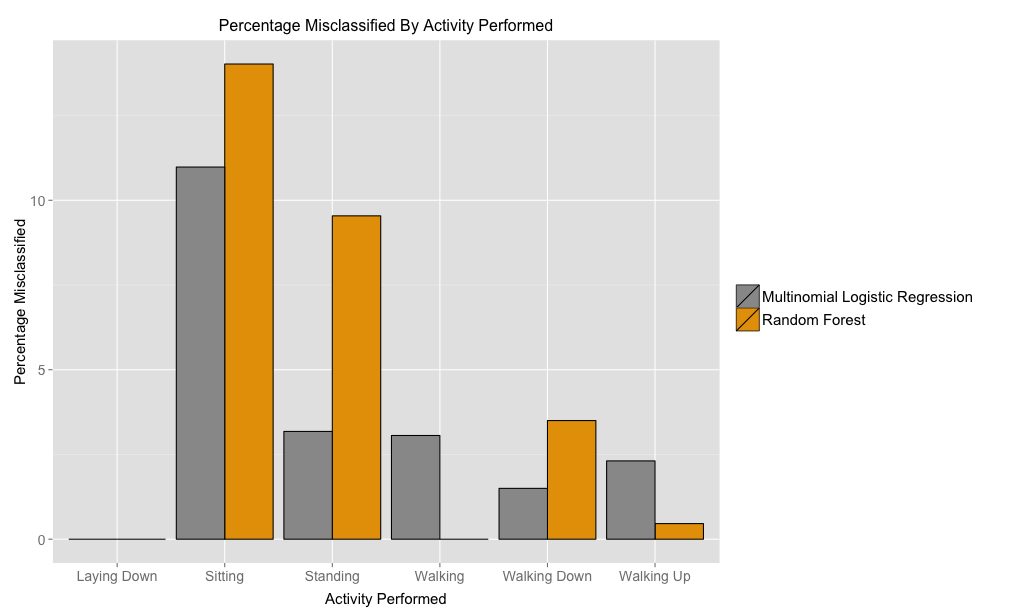 Percentage Misclassified By Activity Performed
Percentage Misclassified
10
5
0
Laying Down
Sitting
Standing
Walking
Walking Down
Walking Up
Activity Performed
Multinomial Logistic Regression
Random Forest